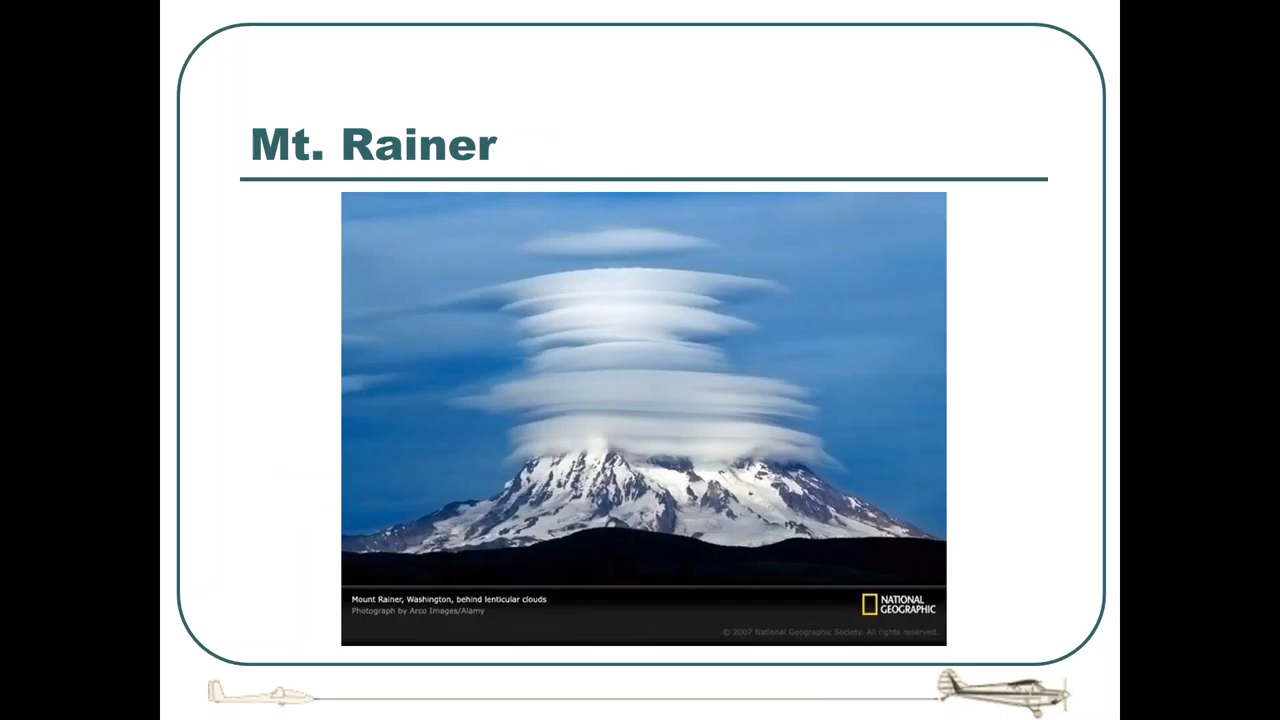 Mt. Rainer
Mount Rainer, Washington, behind lenticular clouds
Photograph by Arco Images/Alamy
NATIONAL
GEOGRAPHIC
© 2007 National Geographic Society. All rights reserved.